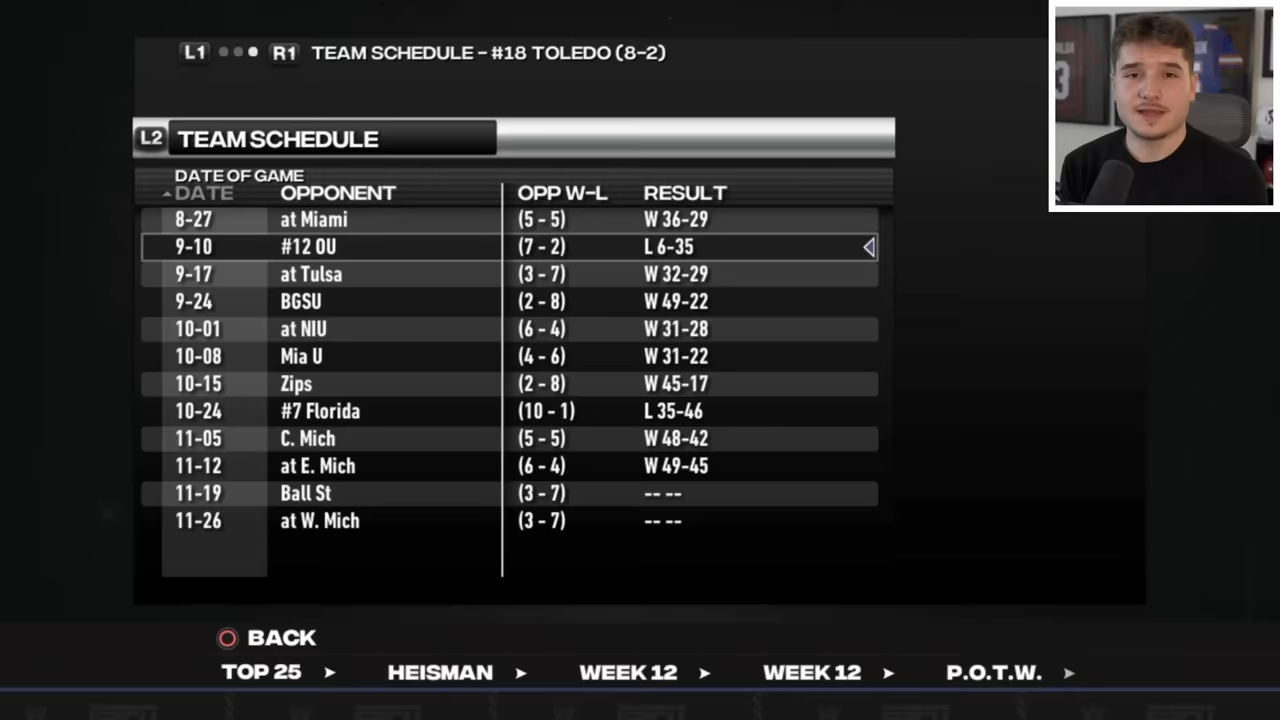 L1 R1 TEAM SCHEDULE - #18 TOLEDO (8-2)
L2 TEAM SCHEDULE
DATE OF GAME
DATE OPPONENT OPP W-L RESULT
8-27 at Miami (5 - 5) W 36-29
9-10 #12 OU (7 - 2) L 6-35
9-17 at Tulsa (3 - 7) W 32-29
9-24 BGSU (2 - 8) W 49-22
10-01 at NIU (6 - 4) W 31-28
10-08 Mia U (4 - 6) W 31-22
10-15 Zips (2 - 8) W 45-17
10-24 #7 Florida (10 - 1) L 35-46
11-05 C. Mich (5 - 5) W 48-42
11-12 at E. Mich (6 - 4) W 49-45
11-19 Ball St (3 - 7) -- --
11-26 at W. Mich (3 - 7) -- --
BACK
TOP 25 HEISMAN WEEK 12 WEEK 12 P.O.T.W.